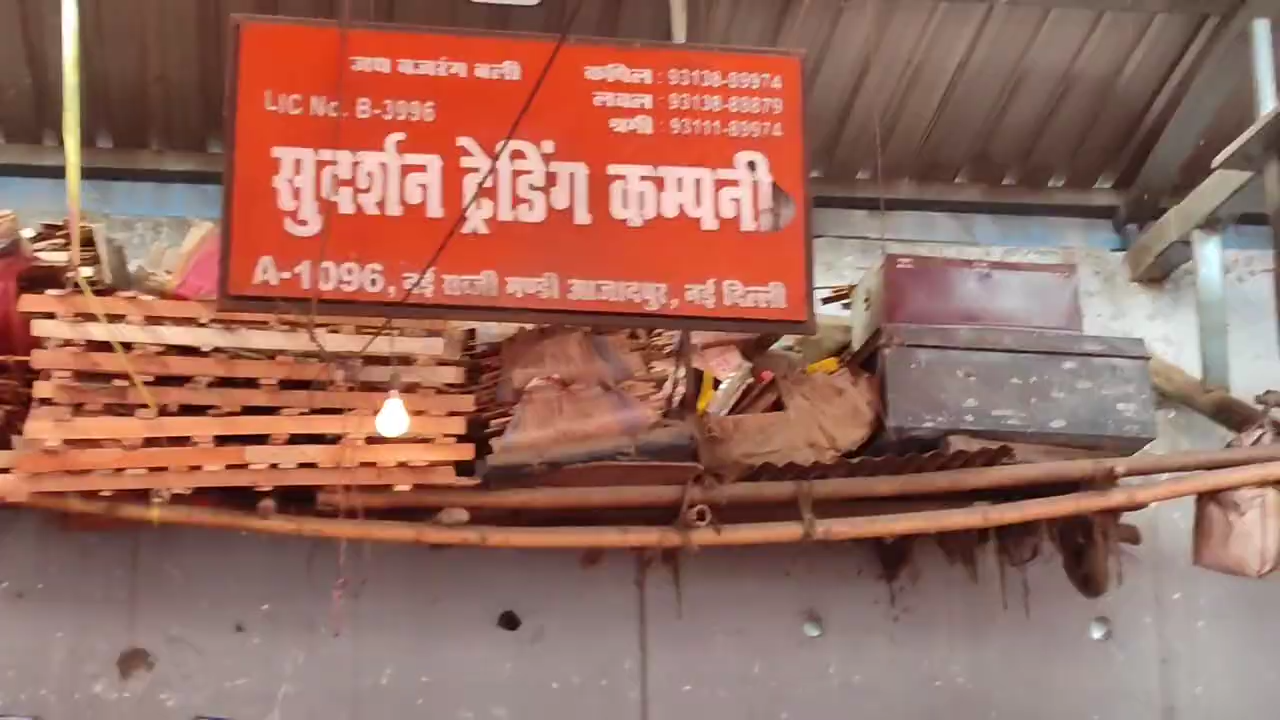 जय बजरंग बली
कपिल : 93138-89974
LIC No. B-3996
लवल : 93138-88879
श्रमी : 93111-89974
सुदर्शन ट्रेडिंग कम्पनी
A-1096, नई सब्जी मण्डी आजादपुर, नई दिल्ली